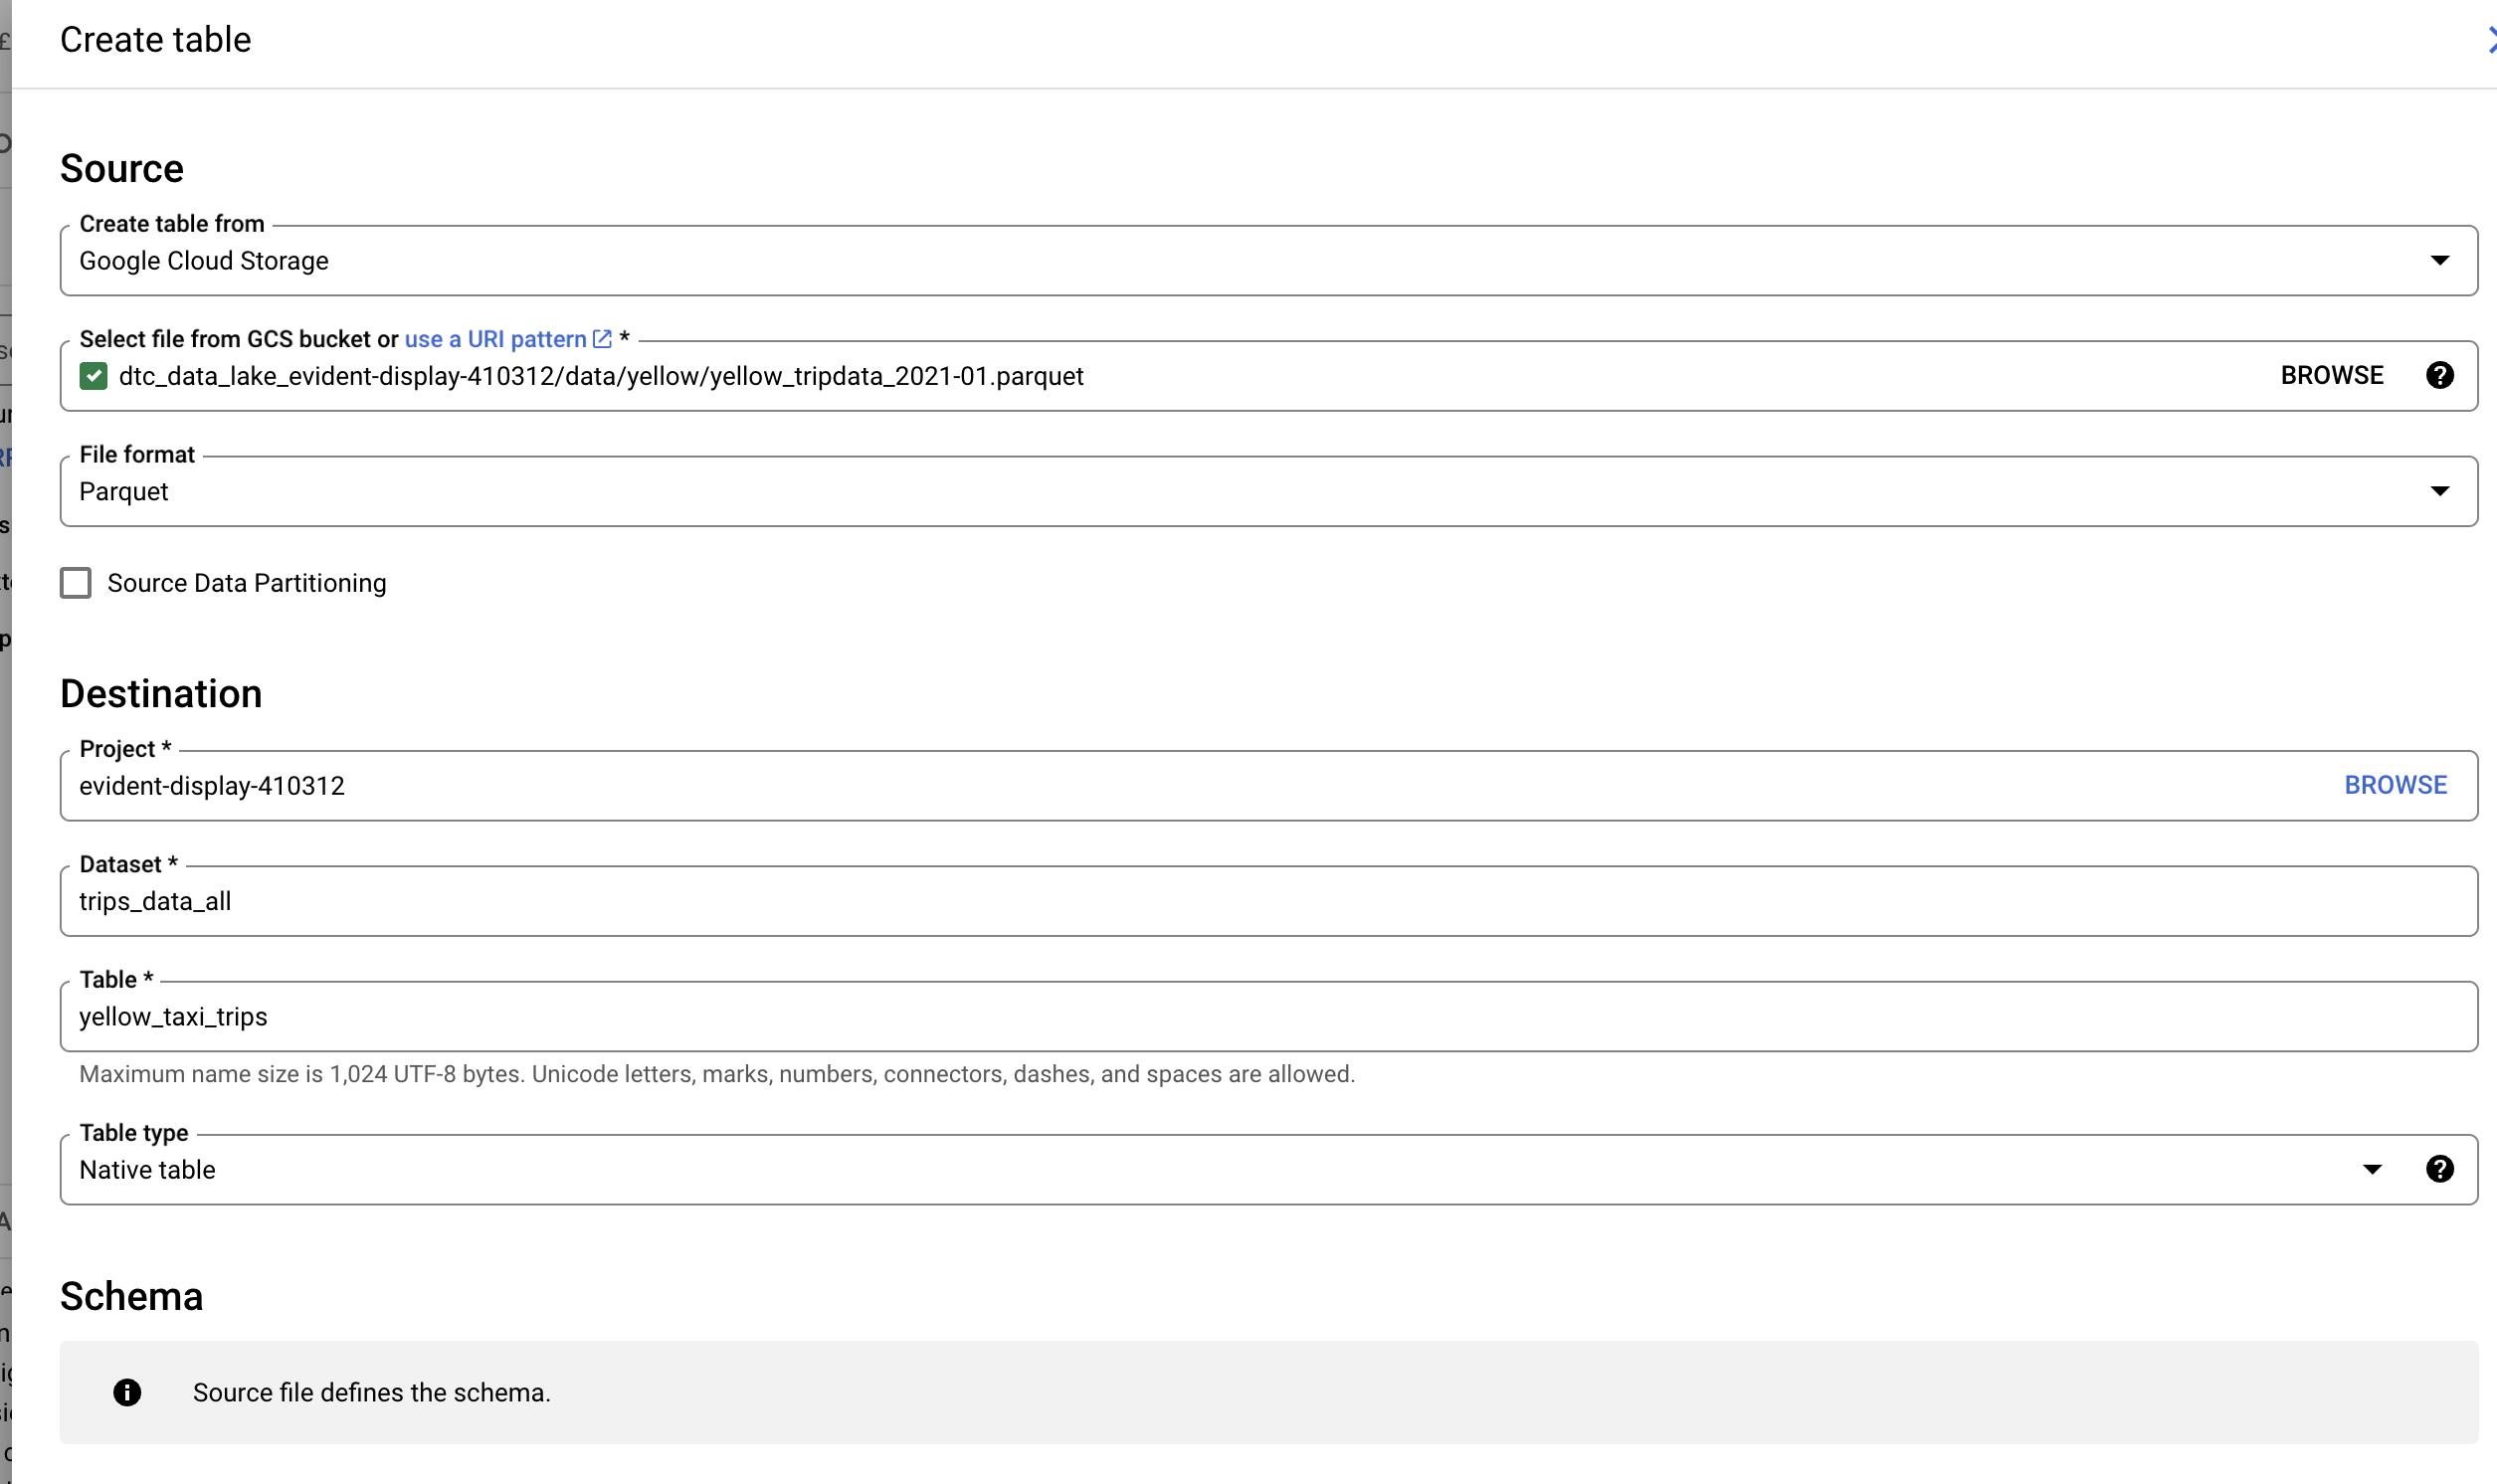 Create table
Source
Create table from
Google Cloud Storage
Select file from GCS bucket or use a URI pattern *
dtc_data_lake_evident-display-410312/data/yellow/yellow_tripdata_2021-01.parquet
BROWSE
File format
Parquet
Source Data Partitioning
Destination
Project *
evident-display-410312
BROWSE
Dataset *
trips_data_all
Table *
yellow_taxi_trips
Maximum name size is 1,024 UTF-8 bytes. Unicode letters, marks, numbers, connectors, dashes, and spaces are allowed.
Table type
Native table
Schema
Source file defines the schema.